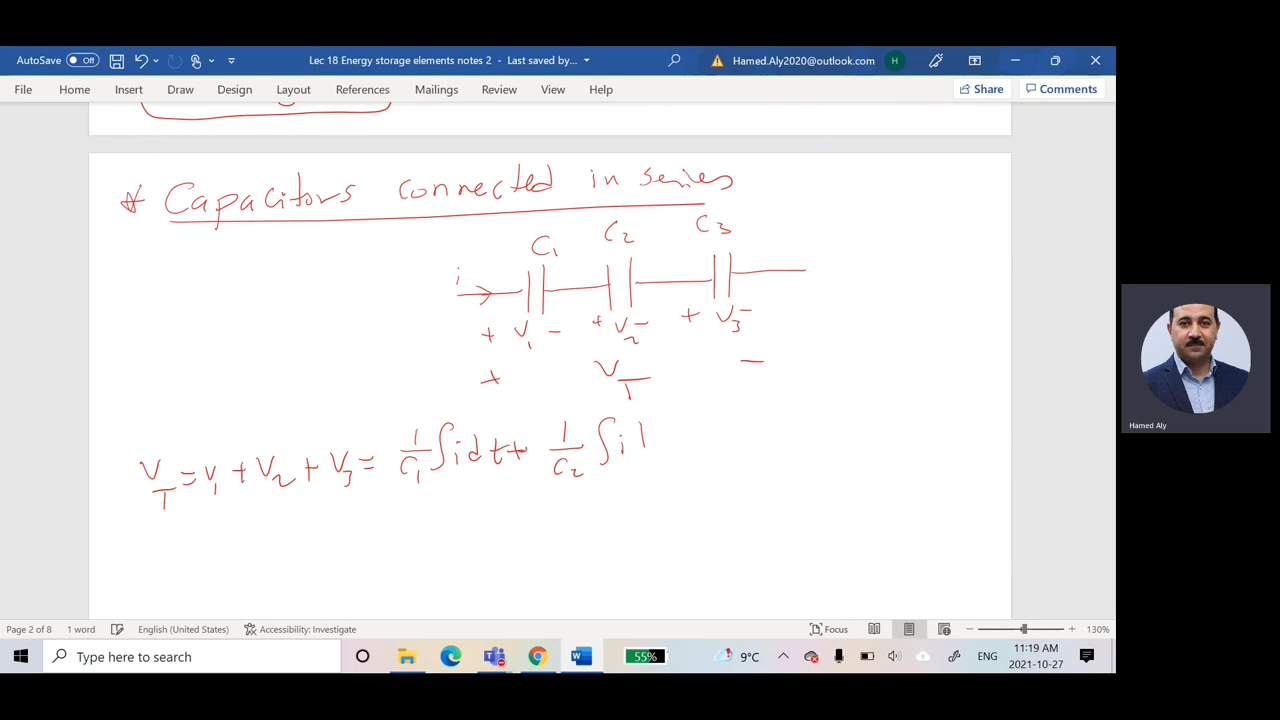 AutoSave Off Lec 18 Energy storage elements notes 2 - Last saved by... Hamed.Aly2020@outlook.com H
File Home Insert Draw Design Layout References Mailings Review View Help Share Comments
* Capacitors connected in series
C₁ C₂ C₃
i
+ V₁ - + V₂ - + V₃ -
+ V_T -
V_T = V₁ + V₂ + V₃ = 1/C₁ ∫ i dt + 1/C₂ ∫ i
Hamed Aly
Page 2 of 8 1 word English (United States) Accessibility: Investigate Focus 130%
Type here to search 55% 9°C ENG 11:19 AM
2021-10-27